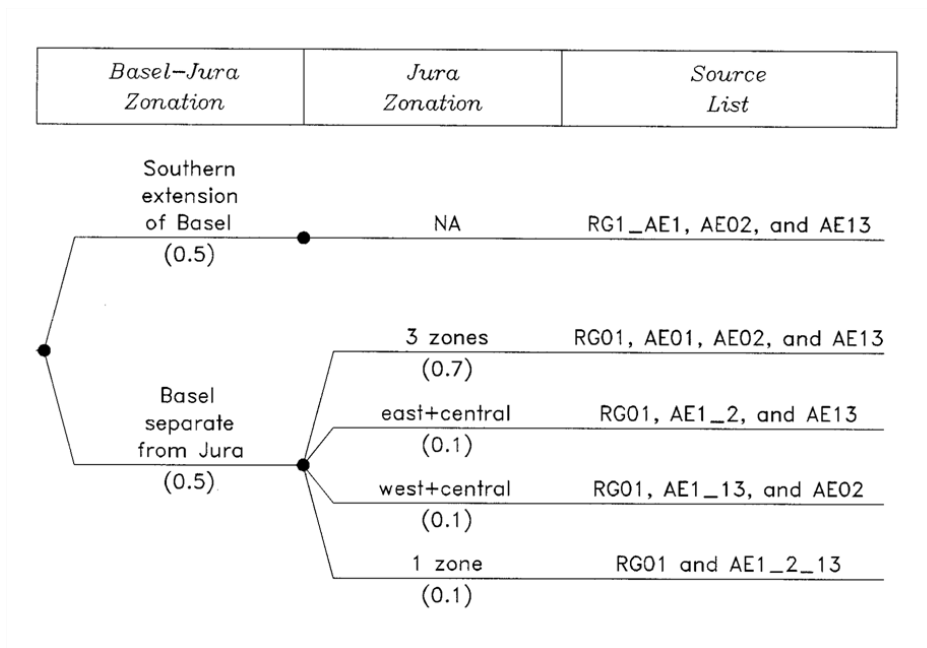 Basel–Jura
Zonation
Jura
Zonation
Source
List
Southern
extension
of Basel
(0.5)
NA
RG1_AE1, AE02, and AE13
3 zones
(0.7)
RG01, AE01, AE02, and AE13
Basel
separate
from Jura
(0.5)
east+central
(0.1)
RG01, AE1_2, and AE13
west+central
(0.1)
RG01, AE1_13, and AE02
1 zone
(0.1)
RG01 and AE1_2_13